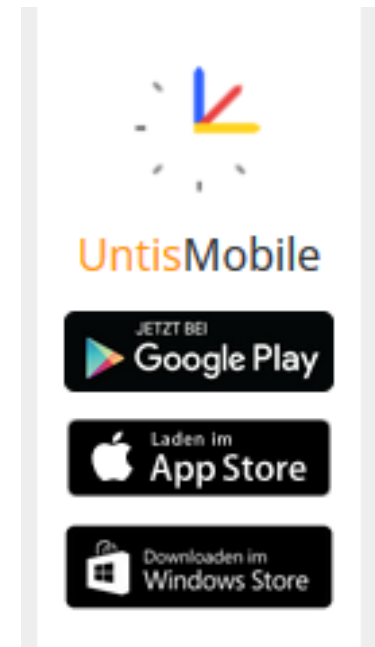 UntisMobile
JETZT BEI
Google Play
Laden im
App Store
Downloaden im
Windows Store